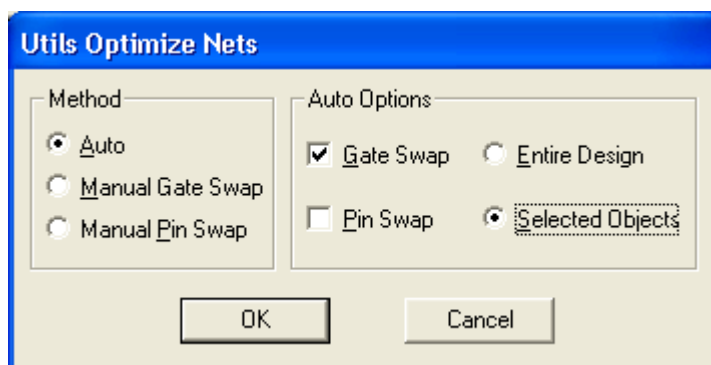 Utils Optimize Nets
Method
Auto
Manual Gate Swap
Manual Pin Swap
Auto Options
Gate Swap
Entire Design
Pin Swap
Selected Objects
OK
Cancel